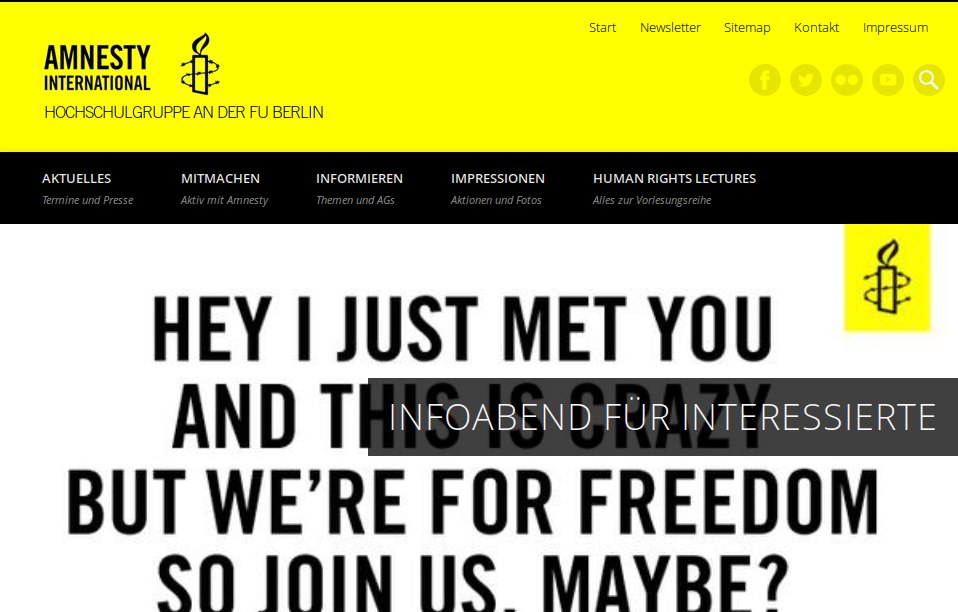 Start Newsletter Sitemap Kontakt Impressum
AMNESTY
INTERNATIONAL
HOCHSCHULGRUPPE AN DER FU BERLIN
AKTUELLES MITMACHEN INFORMIEREN IMPRESSIONEN HUMAN RIGHTS LECTURES
Termine und Presse Aktiv mit Amnesty Themen und AGs Aktionen und Fotos Alles zur Vorlesungsreihe
HEY I JUST MET YOU
AND THIS IS CRAZY
INFOABEND FÜR INTERESSIERTE
BUT WE'RE FOR FREEDOM
SO JOIN US, MAYBE?